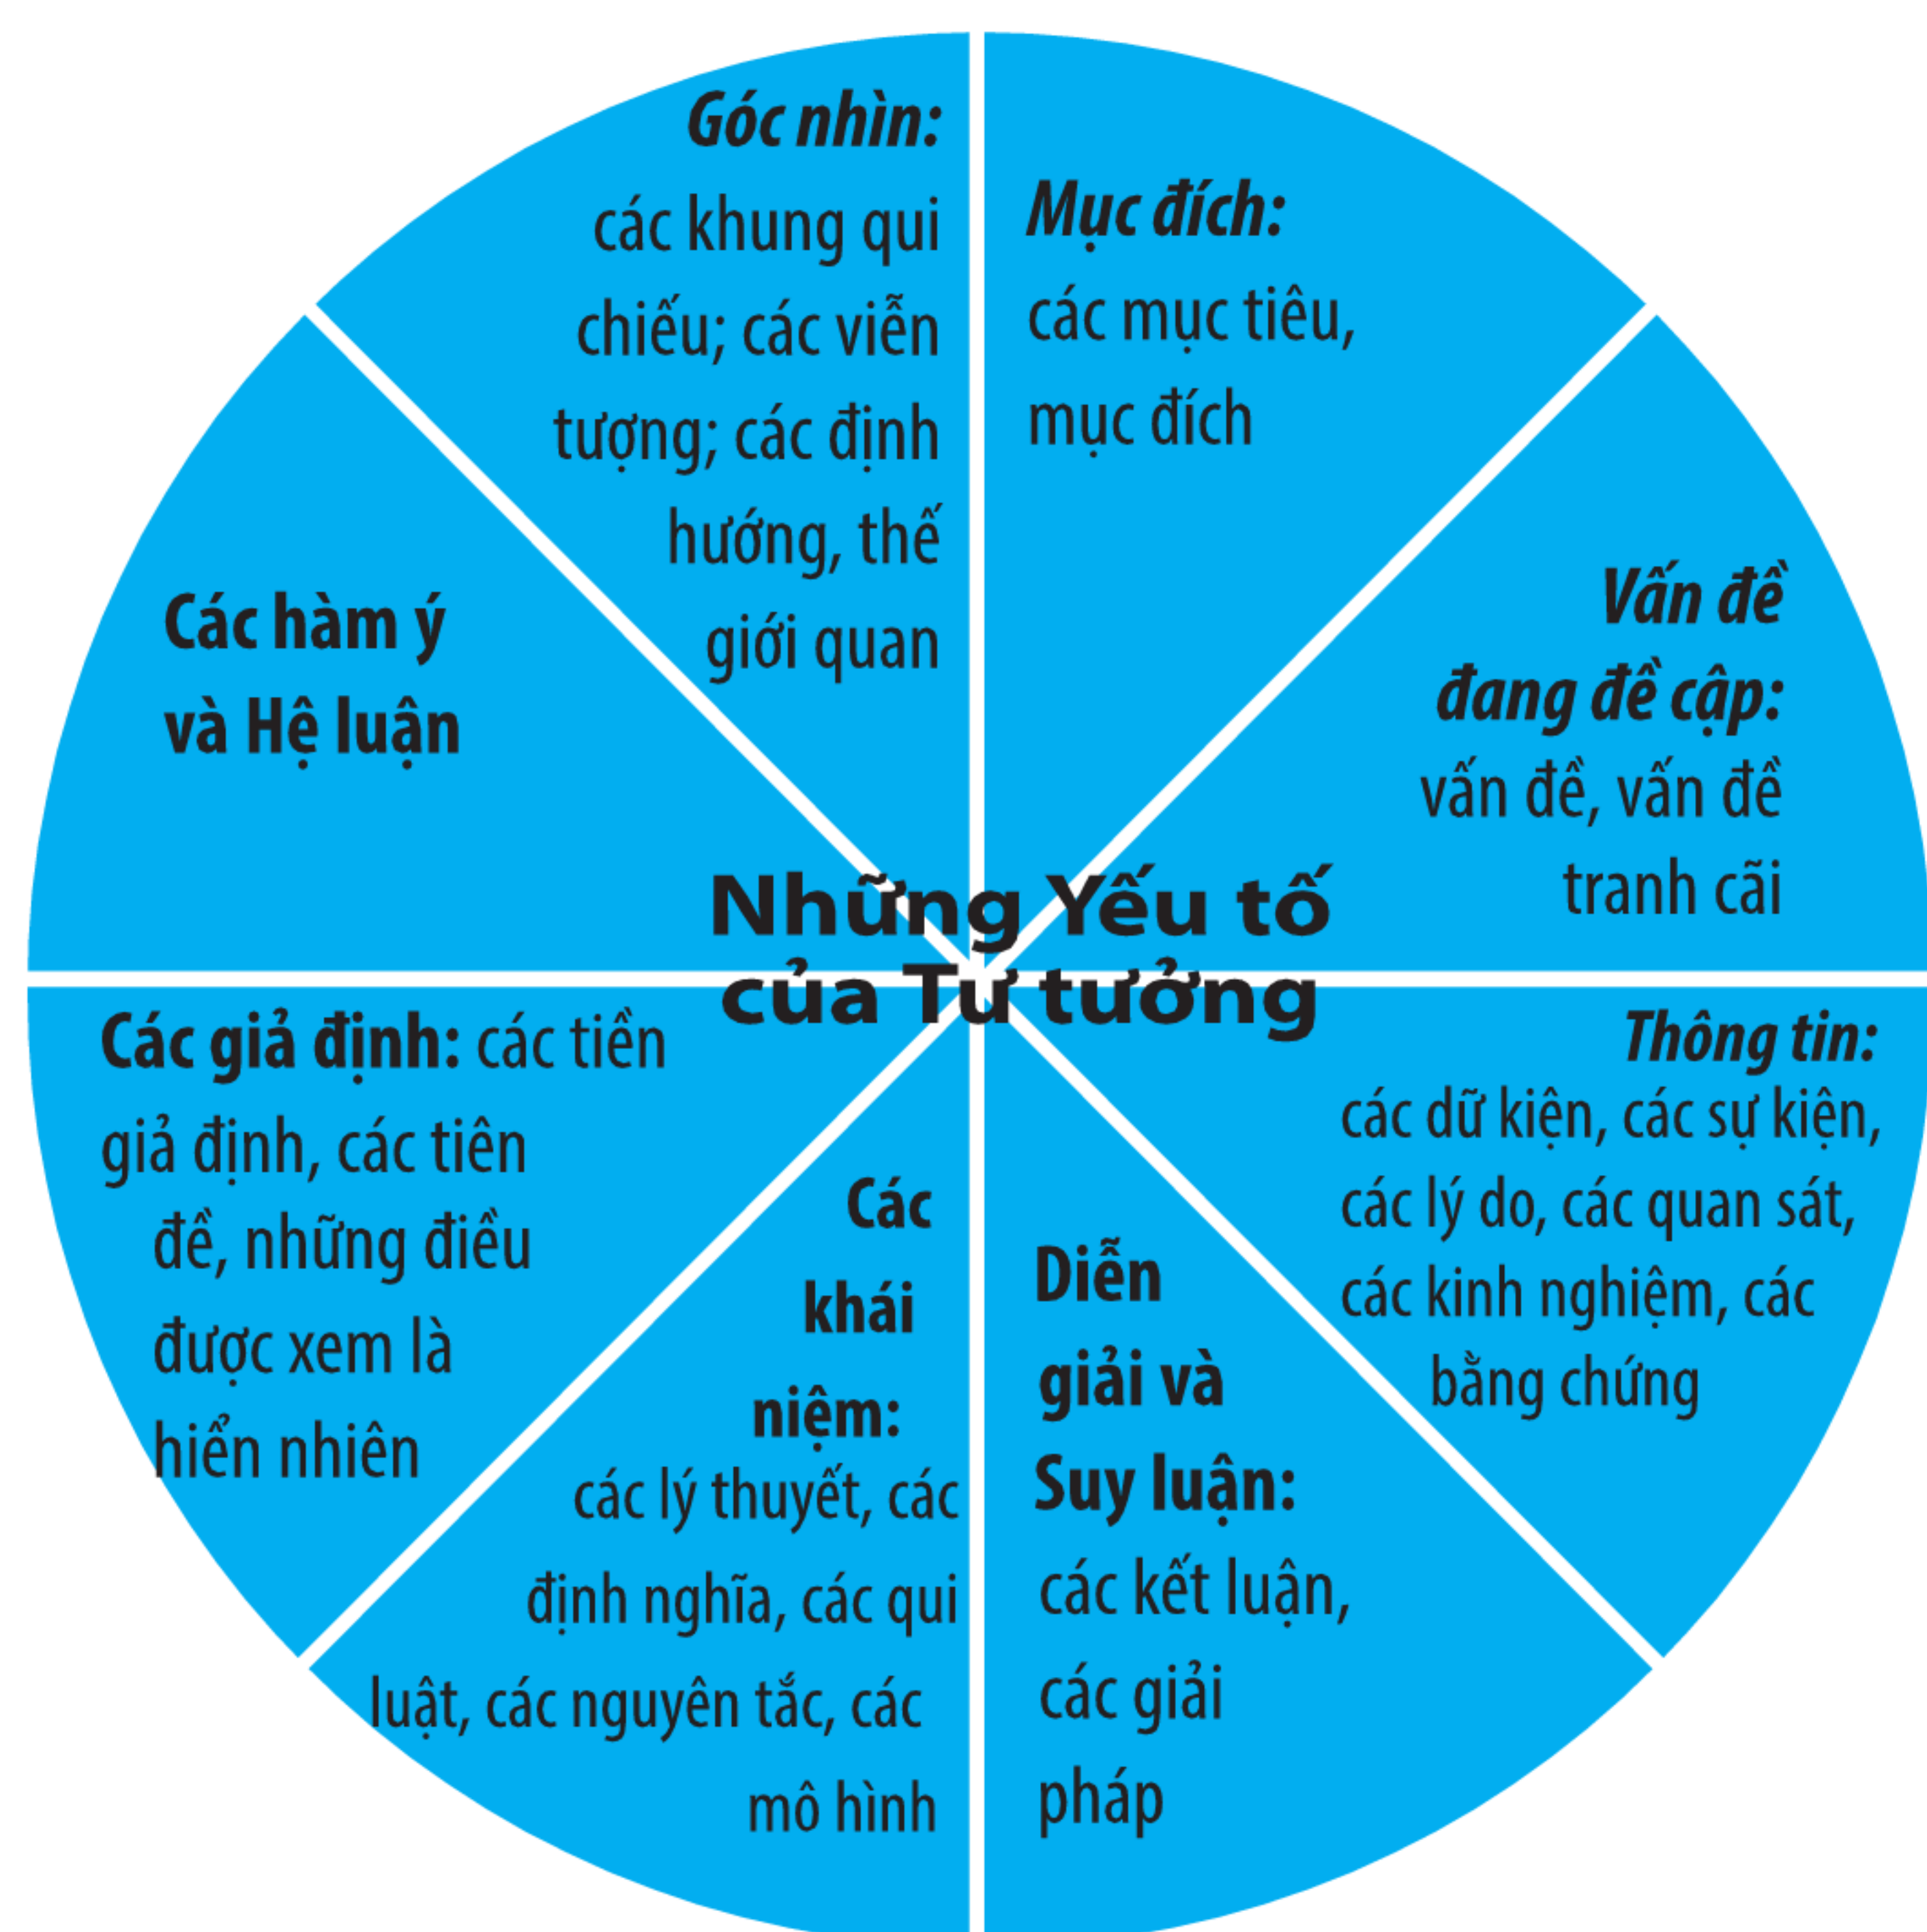 Góc nhìn:
các khung qui
chiếu; các viễn
tượng; các định
hướng, thế
giới quan
Mục đích:
các mục tiêu,
mục đích
Vấn đề
đang đề cập:
vấn đề, vấn đề
tranh cãi
Các hàm ý
và Hệ luận
Những Yếu tố
của Tư tưởng
Thông tin:
các dữ kiện, các sự kiện,
các lý do, các quan sát,
các kinh nghiệm, các
bằng chứng
Các giả định: các tiền
giả định, các tiên
đề, những điều
được xem là
hiển nhiên
Các
khái
niệm:
các lý thuyết, các
định nghĩa, các qui
luật, các nguyên tắc, các
mô hình
Diễn
giải và
Suy luận:
các kết luận,
các giải
pháp